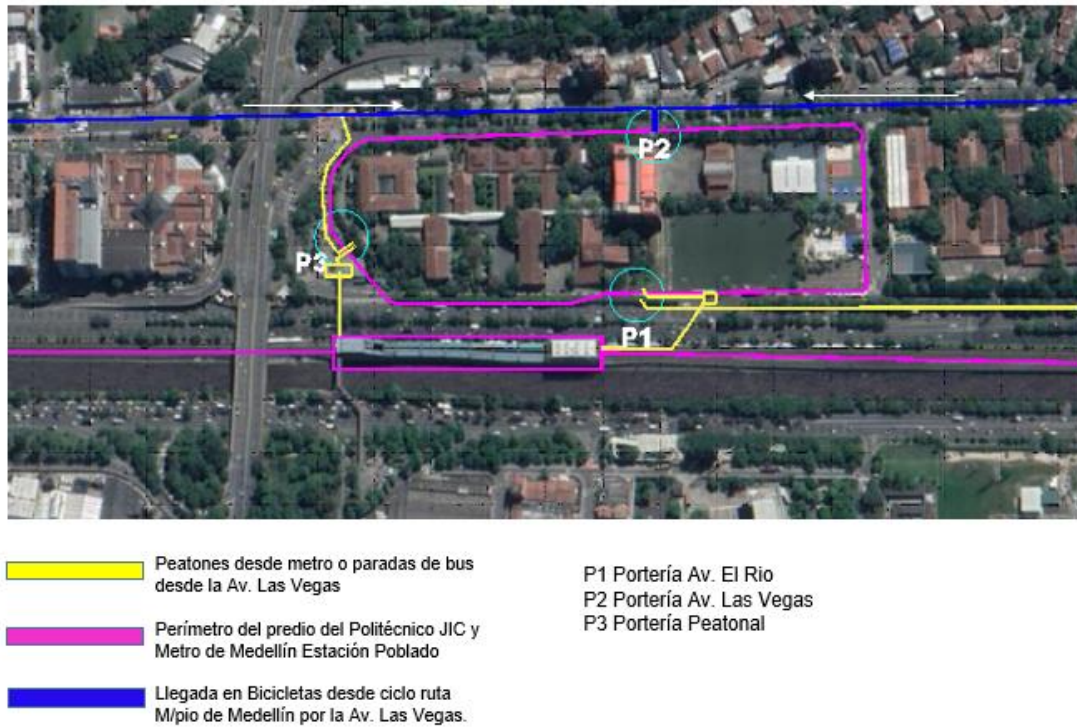 P2
P3
P1
Peatones desde metro o paradas de bus
desde la Av. Las Vegas
Perímetro del predio del Politécnico JIC y
Metro de Medellín Estación Poblado
Llegada en Bicicletas desde ciclo ruta
M/pio de Medellín por la Av. Las Vegas.
P1 Portería Av. El Rio
P2 Portería Av. Las Vegas
P3 Portería Peatonal